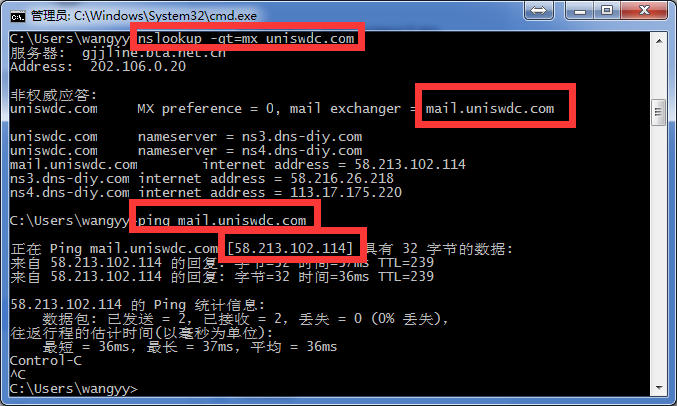 管理员: C:\Windows\System32\cmd.exe
C:\Users\wangyy>nslookup -qt=mx uniswdc.com
服务器:  gjjline.bta.net.cn
Address:  202.106.0.20
非权威应答:
uniswdc.com     MX preference = 0, mail exchanger = mail.uniswdc.com
uniswdc.com     nameserver = ns3.dns-diy.com
uniswdc.com     nameserver = ns4.dns-diy.com
mail.uniswdc.com        internet address = 58.213.102.114
ns3.dns-diy.com internet address = 58.216.26.218
ns4.dns-diy.com internet address = 113.17.175.220
C:\Users\wangyy>ping mail.uniswdc.com
正在 Ping mail.uniswdc.com [58.213.102.114] 具有 32 字节的数据:
来自 58.213.102.114 的回复: 字节=32 时间=37ms TTL=239
来自 58.213.102.114 的回复: 字节=32 时间=36ms TTL=239
58.213.102.114 的 Ping 统计信息:
    数据包: 已发送 = 2，已接收 = 2，丢失 = 0 (0% 丢失)，
往返行程的估计时间(以毫秒为单位):
    最短 = 36ms，最长 = 37ms，平均 = 36ms
Control-C
^C
C:\Users\wangyy>